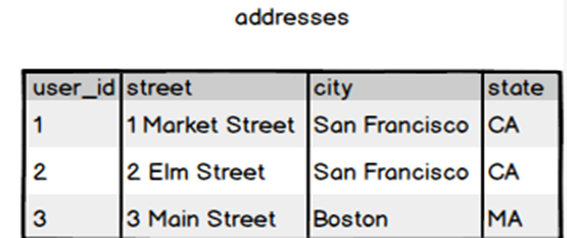 addresses
user_id street city state
1 1 Market Street San Francisco CA
2 2 Elm Street San Francisco CA
3 3 Main Street Boston MA